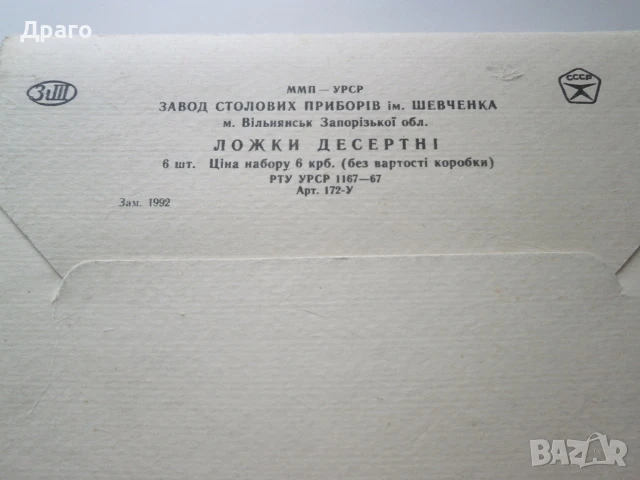 Драго
ЗіШ
СССР
ММП — УРСР
ЗАВОД СТОЛОВИХ ПРИБОРІВ ім. ШЕВЧЕНКА
м. Вільнянськ Запорізької обл.
ЛОЖКИ ДЕСЕРТНІ
6 шт. Ціна набору 6 крб. (без вартості коробки)
РТУ УРСР 1167—67
Арт. 172-У
Зам. 1992
BAZAR